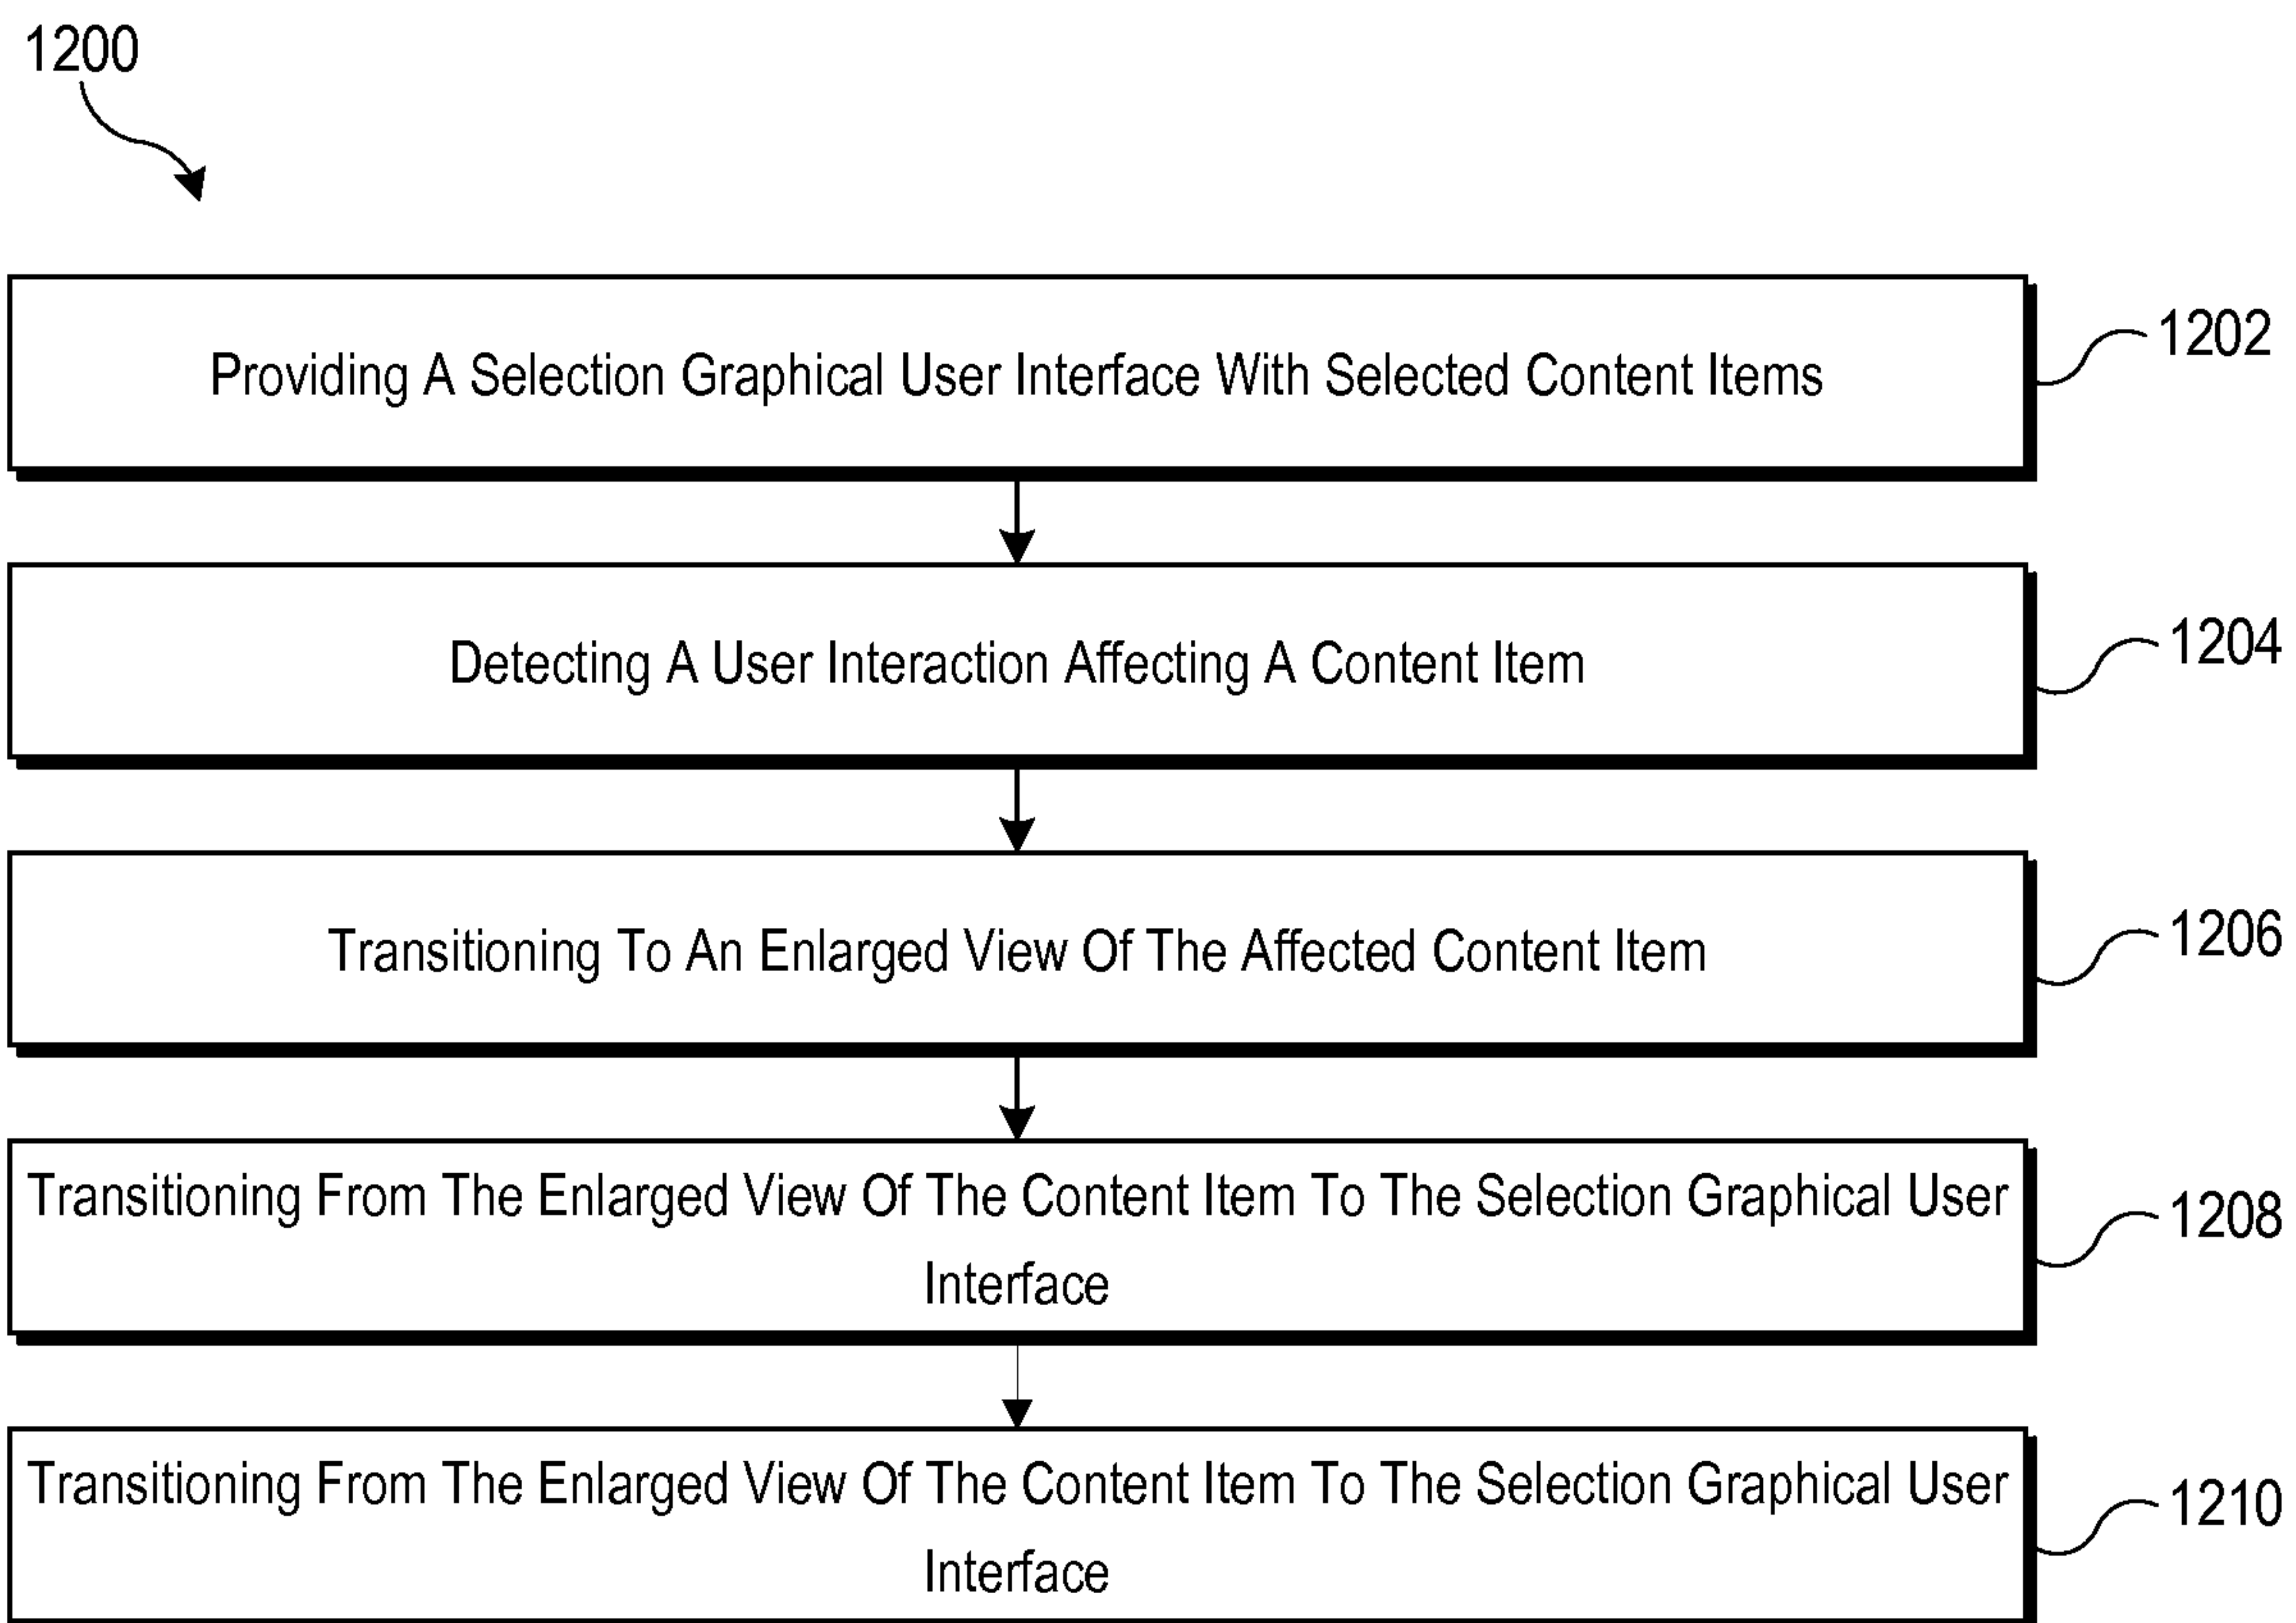 1200
Providing A Selection Graphical User Interface With Selected Content Items
1202
Detecting A User Interaction Affecting A Content Item
1204
Transitioning To An Enlarged View Of The Affected Content Item
1206
Transitioning From The Enlarged View Of The Content Item To The Selection Graphical User
Interface
1208
Transitioning From The Enlarged View Of The Content Item To The Selection Graphical User
Interface
1210